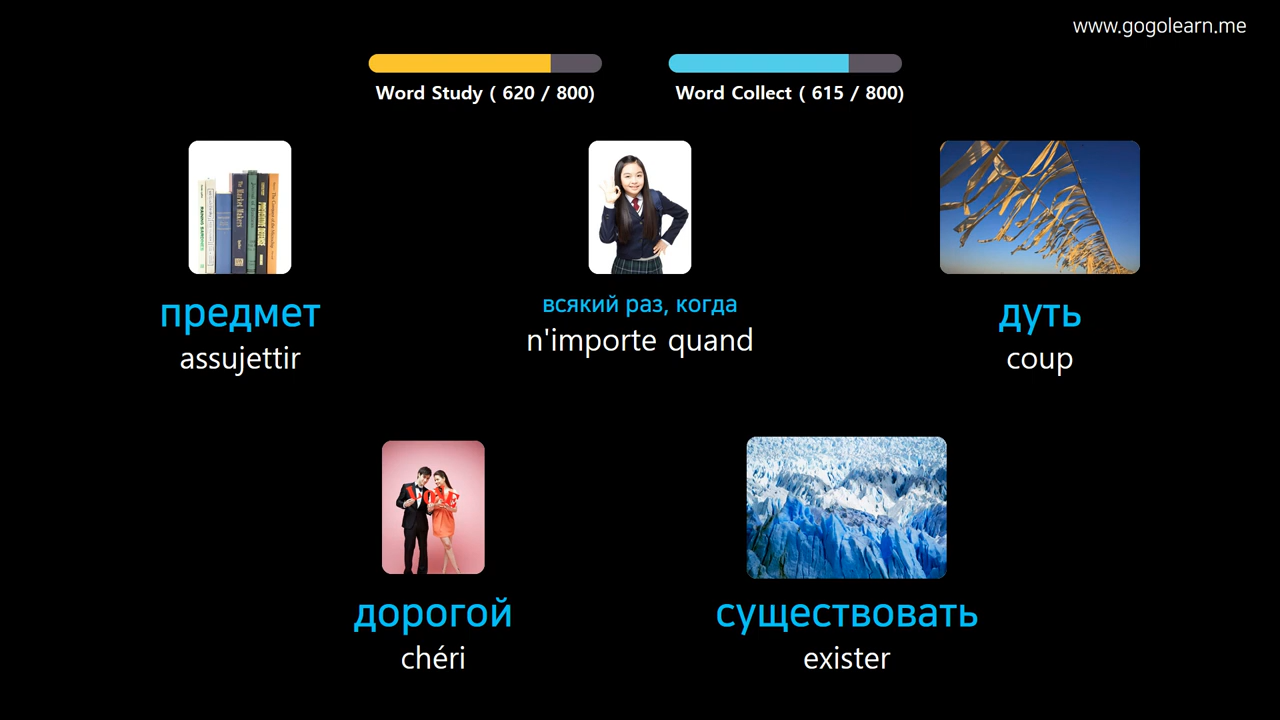 www.gogolearn.me
Word Study ( 620 / 800)
Word Collect ( 615 / 800)
предмет
assujettir
всякий раз, когда
n'importe quand
дуть
coup
дорогой
chéri
существовать
exister